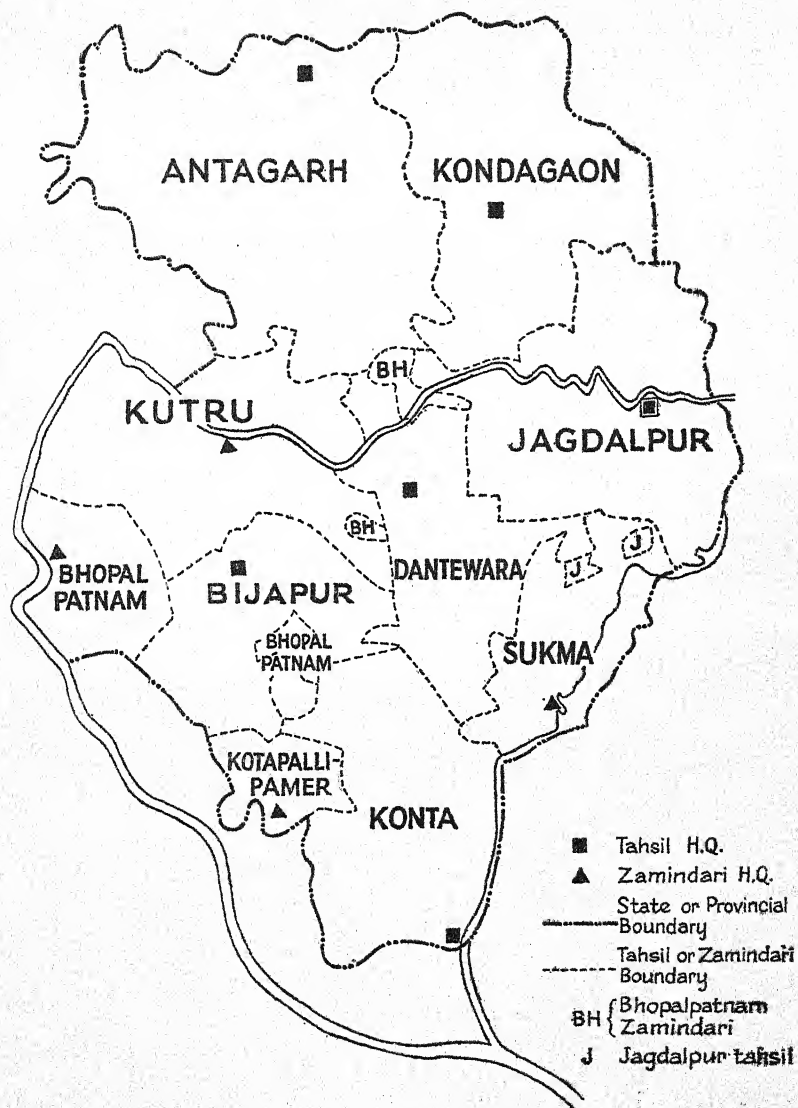 ANTAGARH
KONDAGAON
BH
KUTRU
JAGDALPUR
BH
J
J
BHOPAL
PATNAM
BIJAPUR
DANTEWARA
BHOPAL
PATNAM
SUKMA
KOTAPALLI-
PAMER
KONTA
Tahsil H.Q.
Zamindari H.Q.
State or Provincial
Boundary
Tahsil or Zamindari
Boundary
BH { Bhopalpatnam
Zamindari
J Jagdalpur tahsil